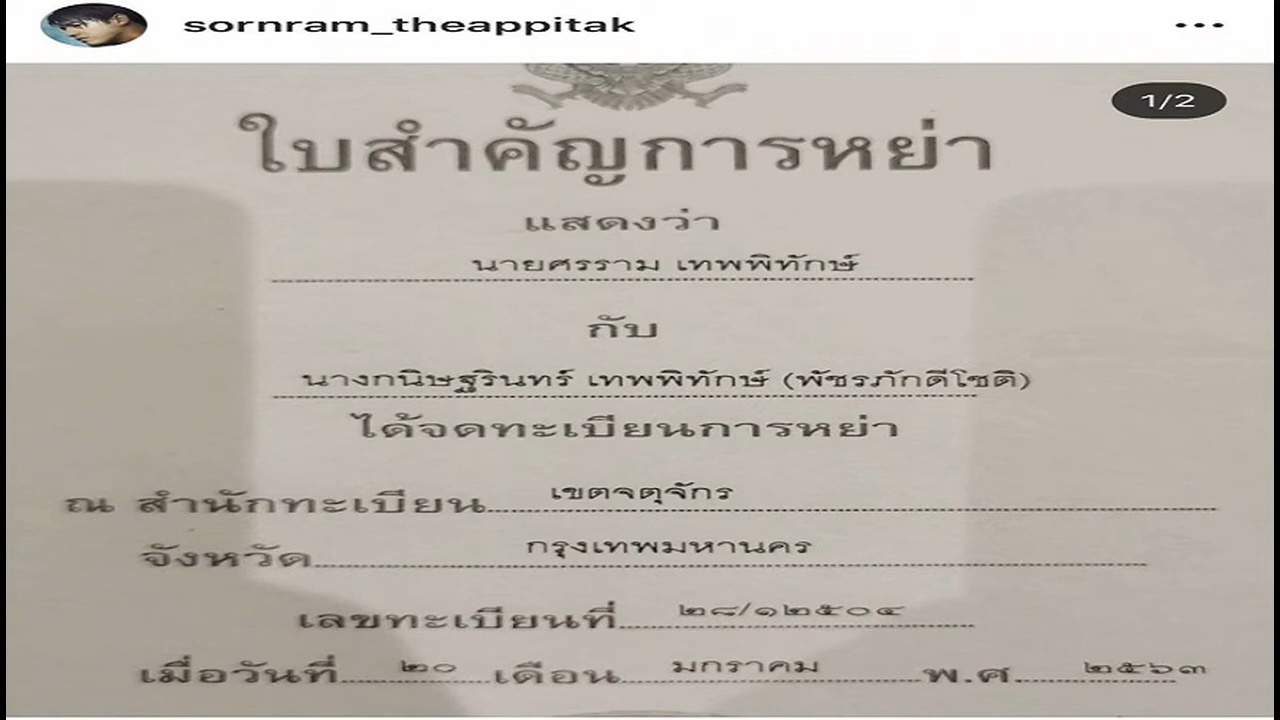 sornram_theappitak
1/2
ใบสำคัญการหย่า
แสดงว่า
นายศรราม เทพพิทักษ์
กับ
นางกนิษฐรินทร์ เทพพิทักษ์ (พัชรภักดีโชติ)
ได้จดทะเบียนการหย่า
ณ สำนักทะเบียน เขตจตุจักร
จังหวัด กรุงเทพมหานคร
เลขทะเบียนที่ ๒๘/๑๒๕๐๔
เมื่อวันที่ ๒๐ เดือน มกราคม พ.ศ. ๒๕๖๓